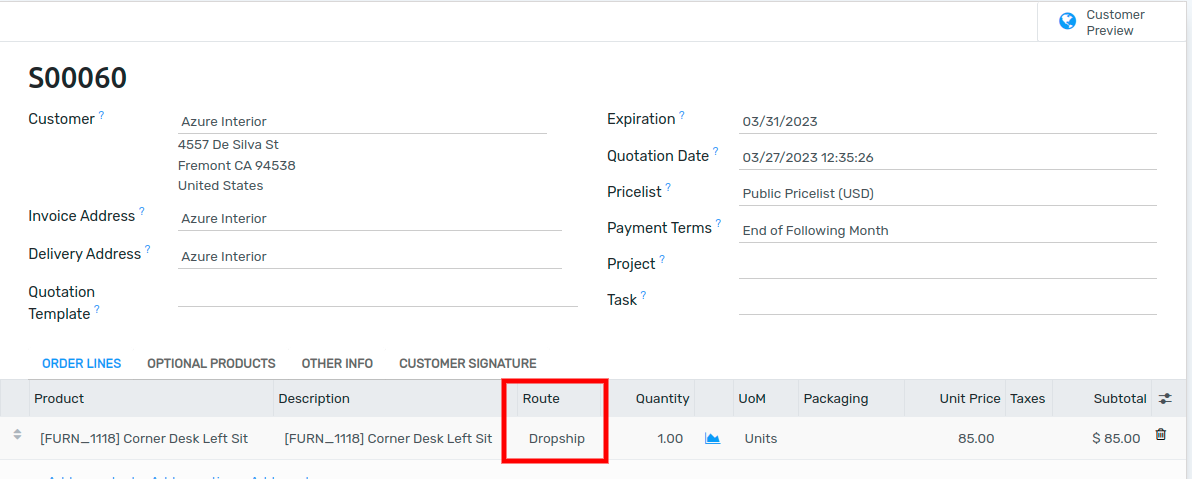 Customer
Preview
S00060
Customer ? Azure Interior
4557 De Silva St
Fremont CA 94538
United States
Invoice Address ? Azure Interior
Delivery Address ? Azure Interior
Quotation
Template ?
Expiration ? 03/31/2023
Quotation Date ? 03/27/2023 12:35:26
Pricelist ? Public Pricelist (USD)
Payment Terms ? End of Following Month
Project ?
Task ?
ORDER LINES OPTIONAL PRODUCTS OTHER INFO CUSTOMER SIGNATURE
Product Description Route Quantity UoM Packaging Unit Price Taxes Subtotal
[FURN_1118] Corner Desk Left Sit [FURN_1118] Corner Desk Left Sit Dropship 1.00 Units 85.00 $ 85.00